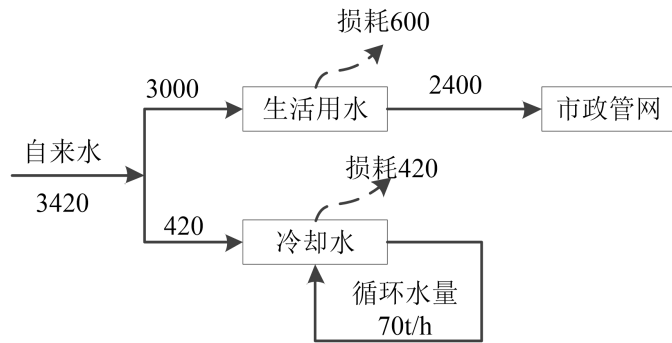 损耗600
3000
生活用水
2400
市政管网
自来水
3420
损耗420
420
冷却水
循环水量
70t/h